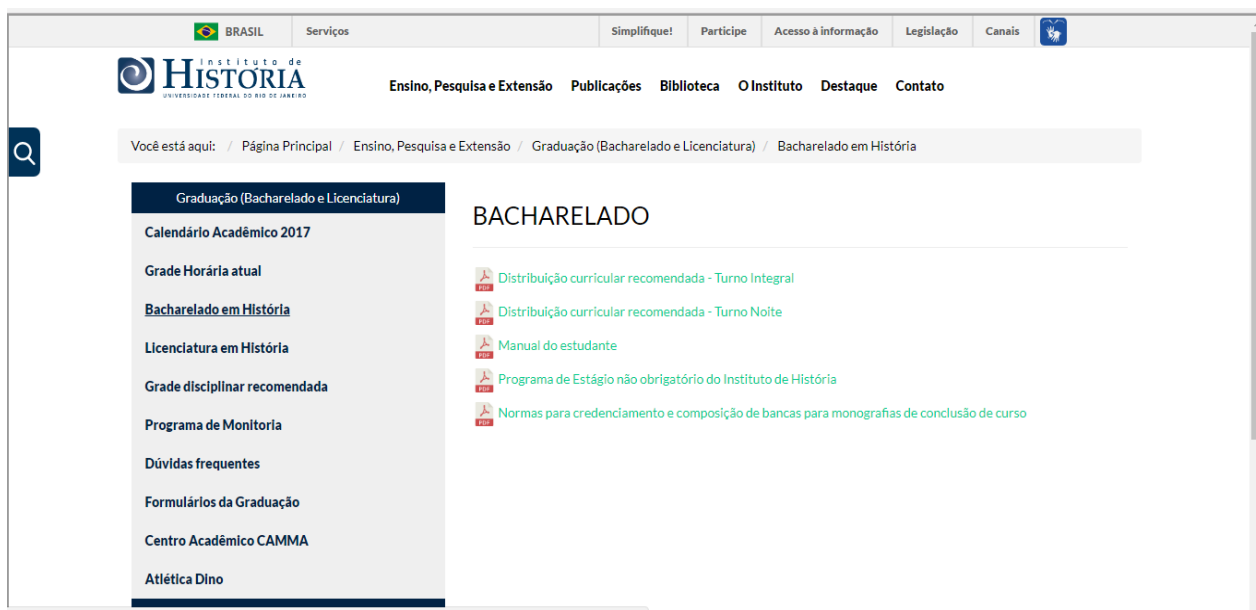 BRASIL Serviços Simplifique! Participe Acesso à informação Legislação Canais
Instituto de
HISTÓRIA
UNIVERSIDADE FEDERAL DO RIO DE JANEIRO
Ensino, Pesquisa e Extensão Publicações Biblioteca O Instituto Destaque Contato
Você está aqui: / Página Principal / Ensino, Pesquisa e Extensão / Graduação (Bacharelado e Licenciatura) / Bacharelado em História
Graduação (Bacharelado e Licenciatura)
Calendário Acadêmico 2017
Grade Horária atual
Bacharelado em História
Licenciatura em História
Grade disciplinar recomendada
Programa de Monitoria
Dúvidas frequentes
Formulários da Graduação
Centro Acadêmico CAMMA
Atlética Dino
BACHARELADO
PDF Distribuição curricular recomendada - Turno Integral
PDF Distribuição curricular recomendada - Turno Noite
PDF Manual do estudante
PDF Programa de Estágio não obrigatório do Instituto de História
PDF Normas para credenciamento e composição de bancas para monografias de conclusão de curso